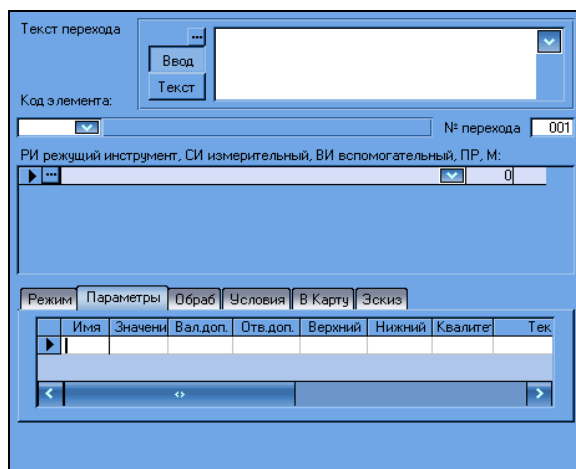 Текст перехода
...
Ввод
Текст
Код элемента:
№ перехода 001
РИ режущий инструмент, СИ измерительный, ВИ вспомогательный, ПР, М:
... 0
Режим Параметры Обраб Условия В Карту Эскиз
Имя Значени Вал.доп. Отв.доп. Верхний Нижний Квалите Тек